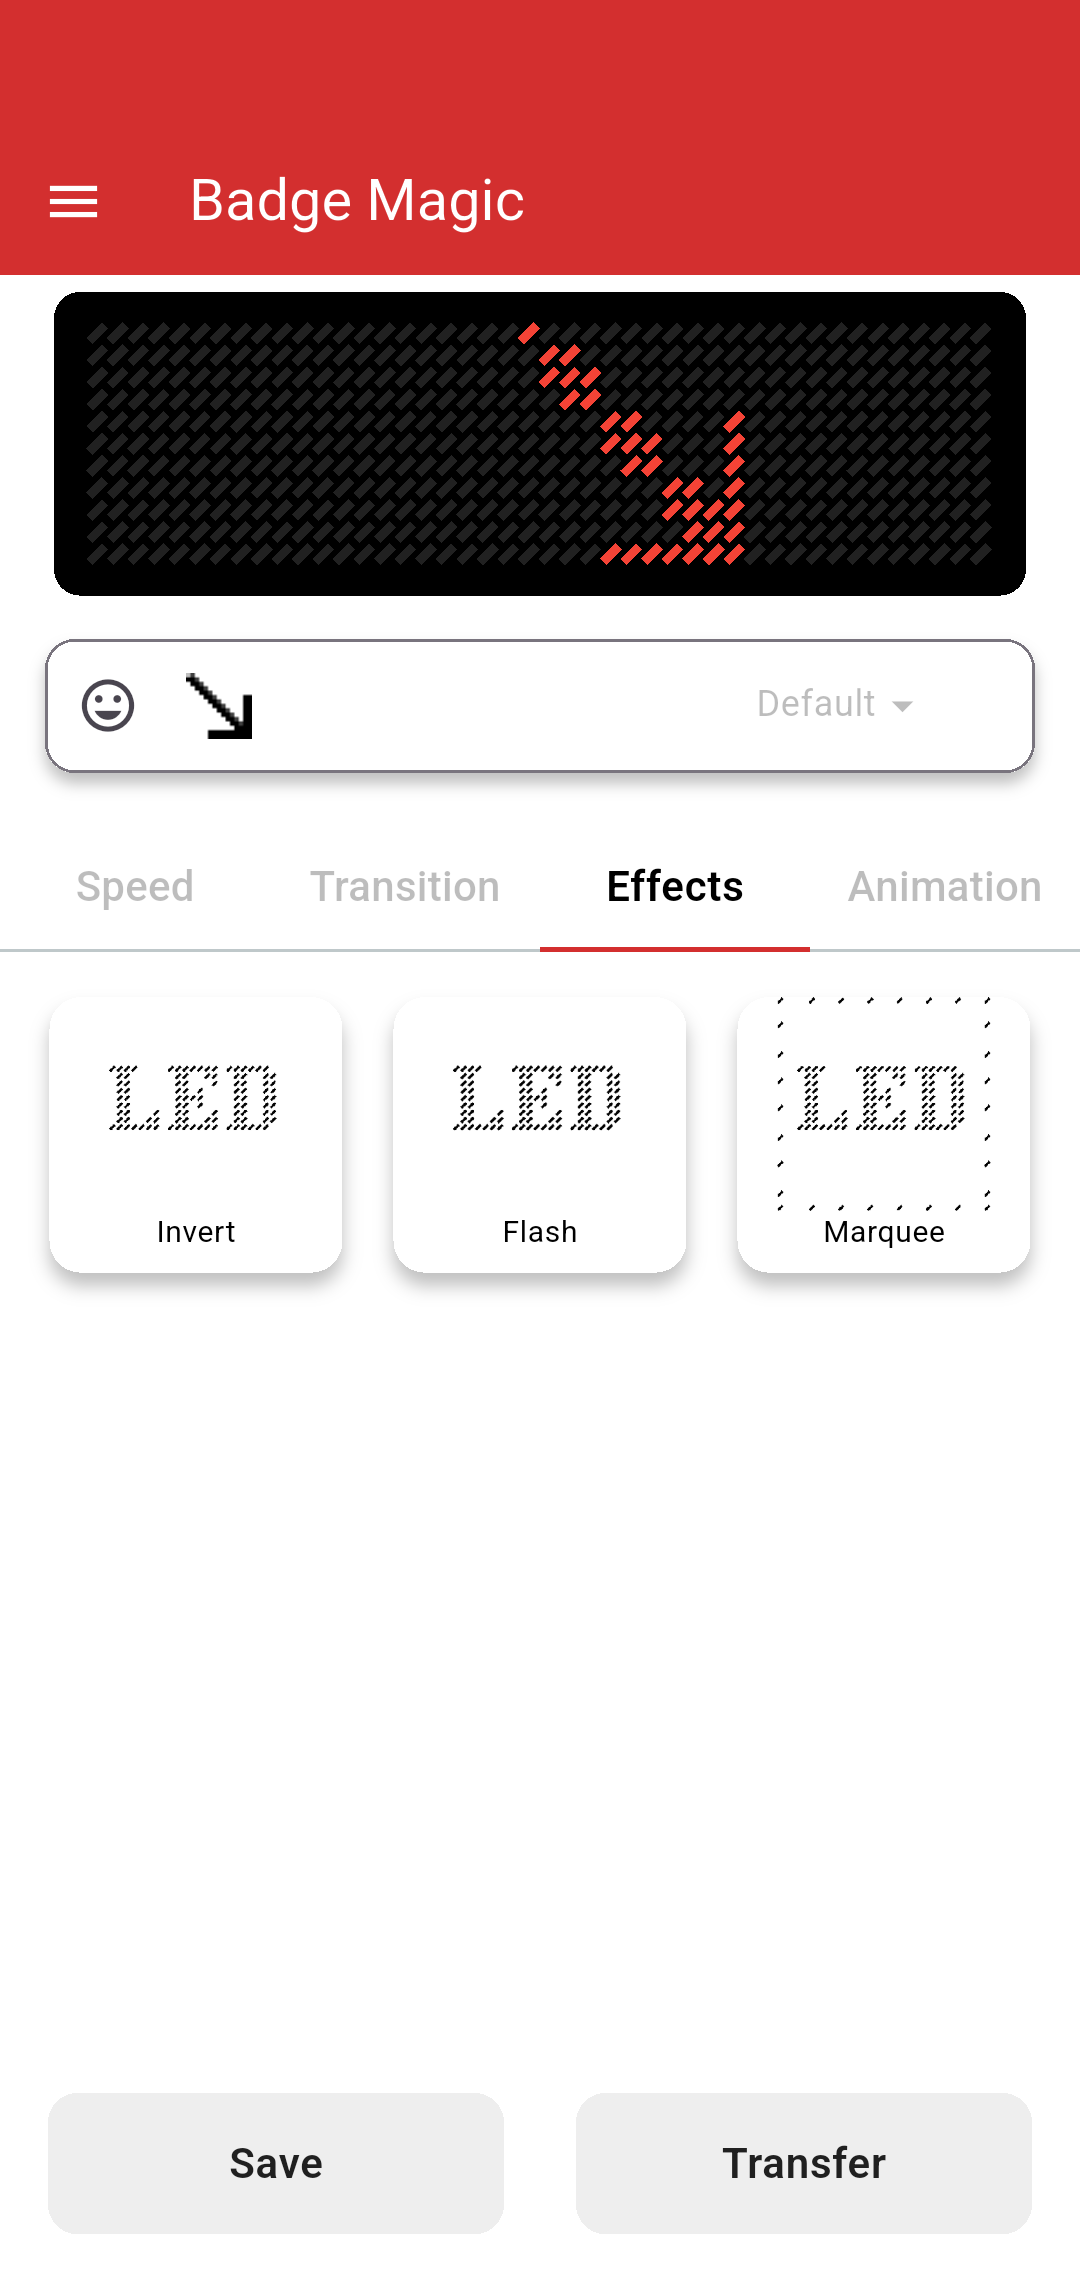 Badge Magic
Default
Speed Transition Effects Animation
LED LED LED
Invert Flash Marquee
Save Transfer